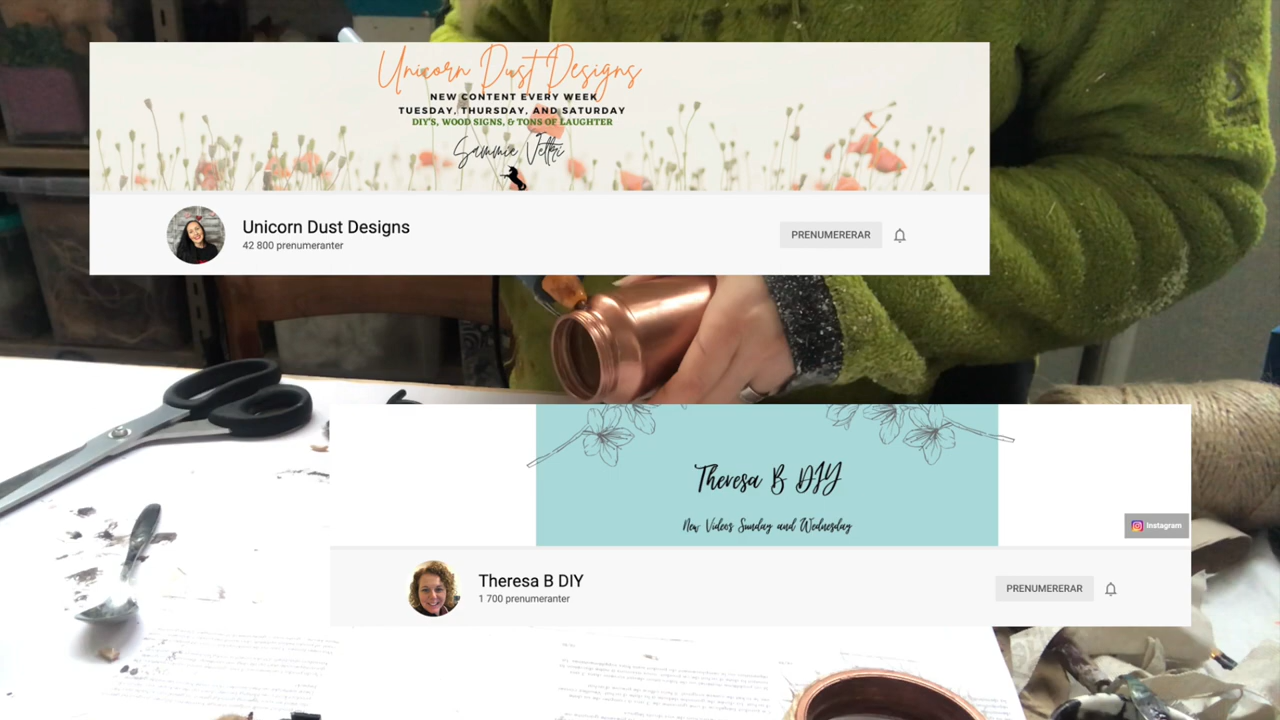 Unicorn Dust Designs
NEW CONTENT EVERY WEEK
TUESDAY, THURSDAY, AND SATURDAY
DIY'S, WOOD SIGNS, & TONS OF LAUGHTER
Sammie Veltri
Unicorn Dust Designs
42 800 prenumeranter
PRENUMERERAR
Theresa B DIY
New Videos Sunday and Wednesday
Instagram
Theresa B DIY
1 700 prenumeranter
PRENUMERERAR